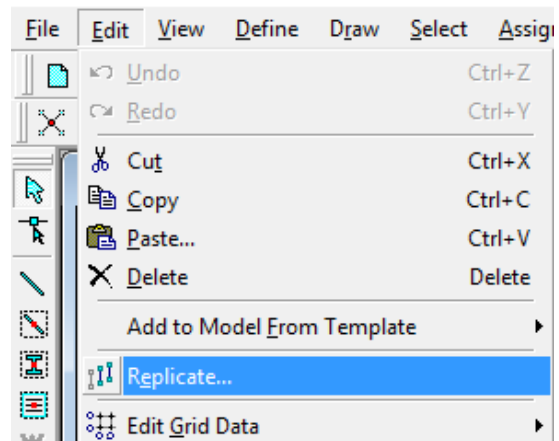 File Edit View Define Draw Select Assig
Undo Ctrl+Z
Redo Ctrl+Y
Cut Ctrl+X
Copy Ctrl+C
Paste... Ctrl+V
Delete Delete
Add to Model From Template
Replicate...
Edit Grid Data